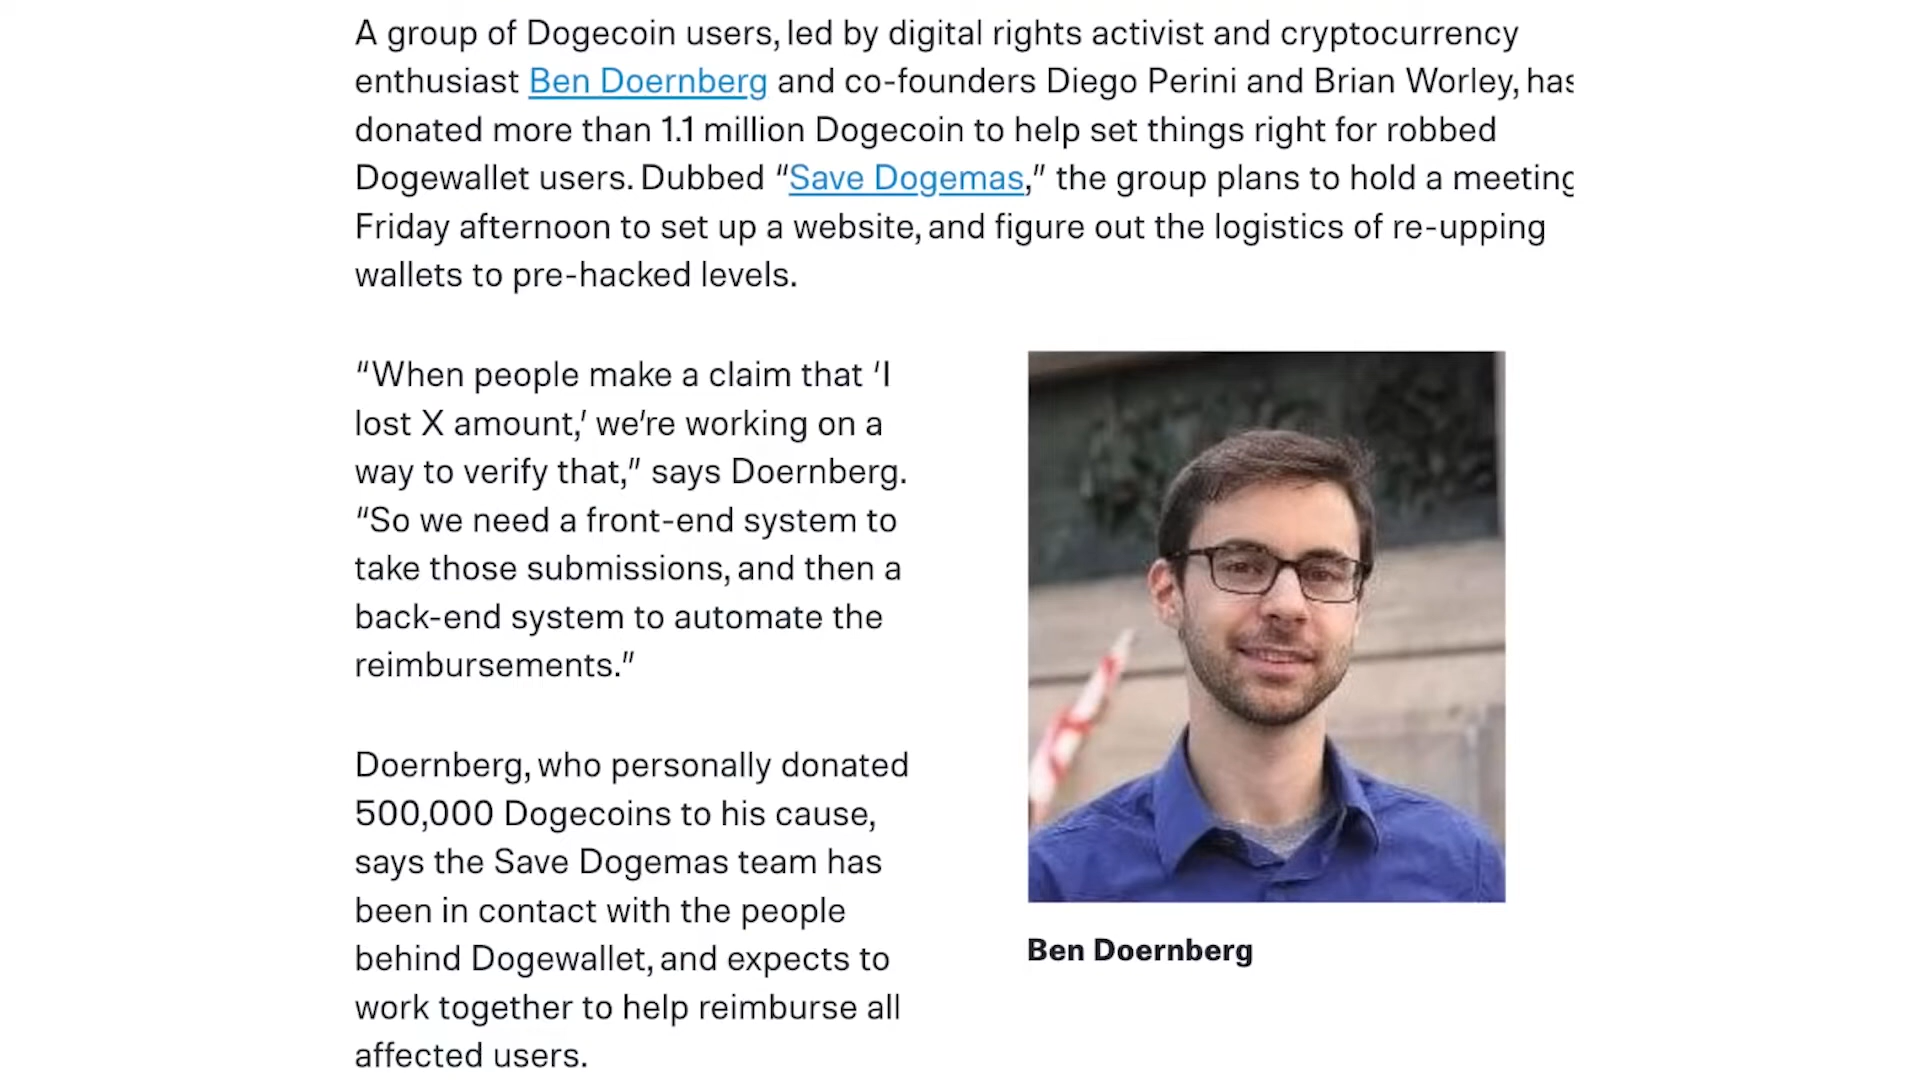 A group of Dogecoin users, led by digital rights activist and cryptocurrency
enthusiast Ben Doernberg and co-founders Diego Perini and Brian Worley, has
donated more than 1.1 million Dogecoin to help set things right for robbed
Dogewallet users. Dubbed “Save Dogemas,” the group plans to hold a meeting
Friday afternoon to set up a website, and figure out the logistics of re-upping
wallets to pre-hacked levels.
“When people make a claim that ‘I
lost X amount,’ we’re working on a
way to verify that,” says Doernberg.
“So we need a front-end system to
take those submissions, and then a
back-end system to automate the
reimbursements.”
Doernberg, who personally donated
500,000 Dogecoins to his cause,
says the Save Dogemas team has
been in contact with the people
behind Dogewallet, and expects to
work together to help reimburse all
affected users.
Ben Doernberg